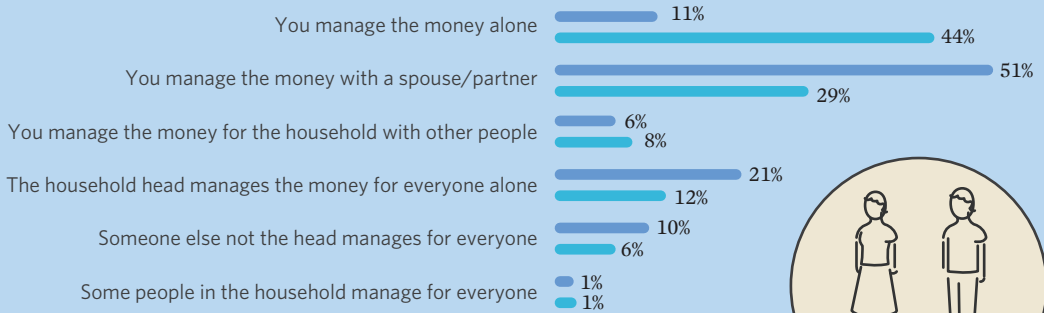 You manage the money alone
11%
44%
You manage the money with a spouse/partner
51%
29%
You manage the money for the household with other people
6%
8%
The household head manages the money for everyone alone
21%
12%
Someone else not the head manages for everyone
10%
6%
Some people in the household manage for everyone
1%
1%